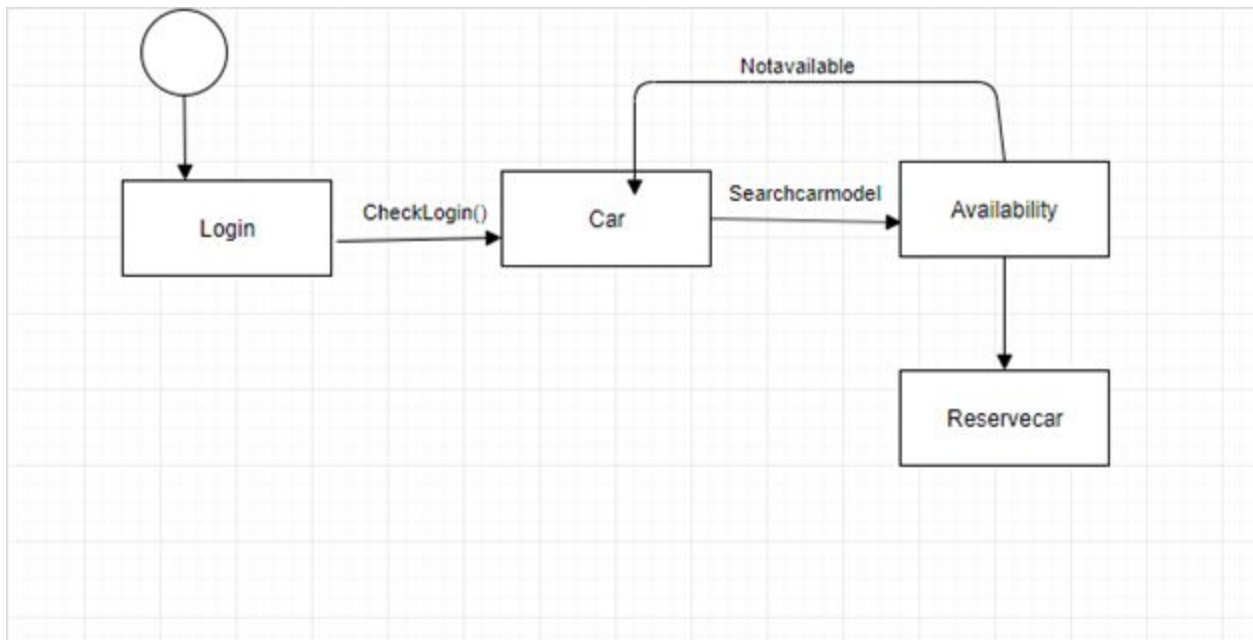 Notavailable
Searchcarmodel
Availability
CheckLogin()
Car
Login
Reservecar